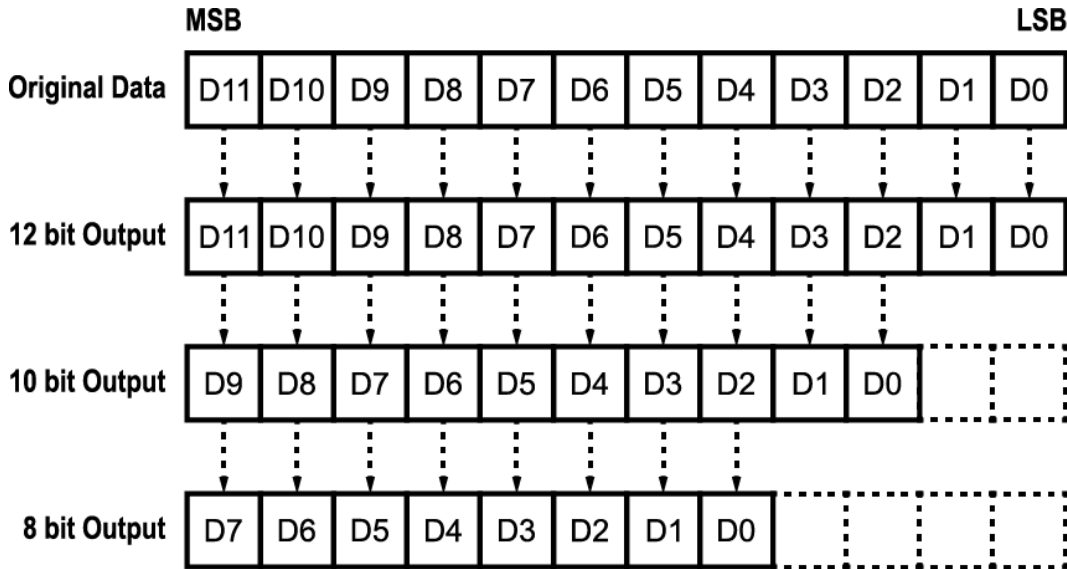 MSB LSB
Original Data D11 D10 D9 D8 D7 D6 D5 D4 D3 D2 D1 D0
12 bit Output D11 D10 D9 D8 D7 D6 D5 D4 D3 D2 D1 D0
10 bit Output D9 D8 D7 D6 D5 D4 D3 D2 D1 D0
8 bit Output D7 D6 D5 D4 D3 D2 D1 D0